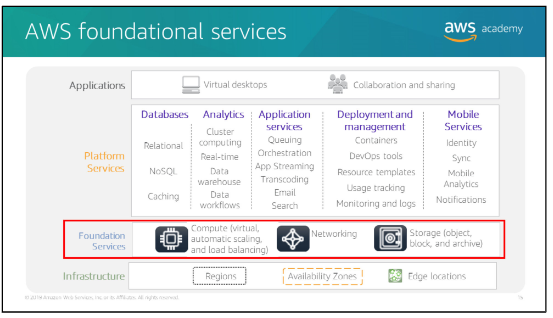 AWS foundational services
aws academy
Applications
Virtual desktops
Collaboration and sharing
Platform
Services
Databases
Relational
NoSQL
Caching
Analytics
Cluster
computing
Real-time
Data
warehouse
Data
workflows
Application
services
Queuing
Orchestration
App Streaming
Transcoding
Email
Search
Deployment and
management
Containers
DevOps tools
Resource templates
Usage tracking
Monitoring and logs
Mobile
Services
Identity
Sync
Mobile
Analytics
Notifications
Foundation
Services
Compute (virtual,
automatic scaling,
and load balancing)
Networking
Storage (object,
block, and archive)
Infrastructure
Regions
Availability Zones
Edge locations
© 2019 Amazon Web Services, Inc. or its Affiliates. All rights reserved.